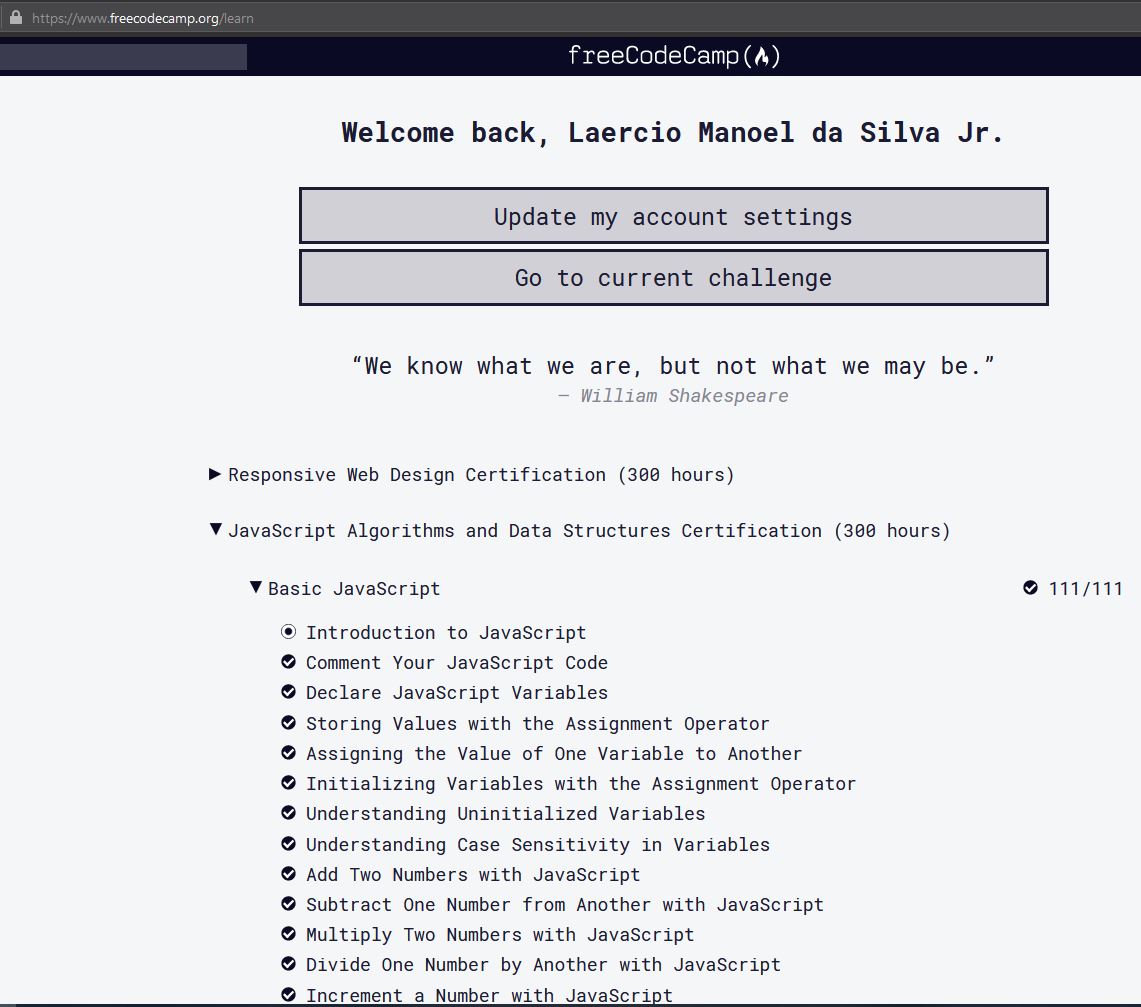 https://www.freecodecamp.org/learn
freeCodeCamp(🔥)
Welcome back, Laercio Manoel da Silva Jr.
Update my account settings
Go to current challenge
“We know what we are, but not what we may be.”
— William Shakespeare
Responsive Web Design Certification (300 hours)
JavaScript Algorithms and Data Structures Certification (300 hours)
Basic JavaScript 111/111
Introduction to JavaScript
Comment Your JavaScript Code
Declare JavaScript Variables
Storing Values with the Assignment Operator
Assigning the Value of One Variable to Another
Initializing Variables with the Assignment Operator
Understanding Uninitialized Variables
Understanding Case Sensitivity in Variables
Add Two Numbers with JavaScript
Subtract One Number from Another with JavaScript
Multiply Two Numbers with JavaScript
Divide One Number by Another with JavaScript
Increment a Number with JavaScript